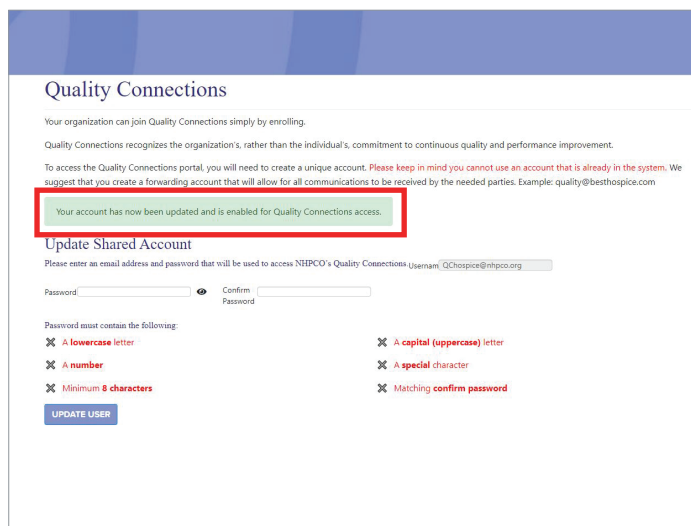 Quality Connections
Your organization can join Quality Connections simply by enrolling.
Quality Connections recognizes the organization's, rather than the individual's, commitment to continuous quality and performance improvement.
To access the Quality Connections portal, you will need to create a unique account. Please keep in mind you cannot use an account that is already in the system. We
suggest that you create a forwarding account that will allow for all communications to be received by the needed parties. Example: quality@besthospice.com
Your account has now been updated and is enabled for Quality Connections access.
Update Shared Account
Please enter an email address and password that will be used to access NHPCO's Quality Connections. Usernam QChospice@nhpco.org
Password Confirm
Password
Password must contain the following:
A lowercase letter A capital (uppercase) letter
A number A special character
Minimum 8 characters Matching confirm password
UPDATE USER